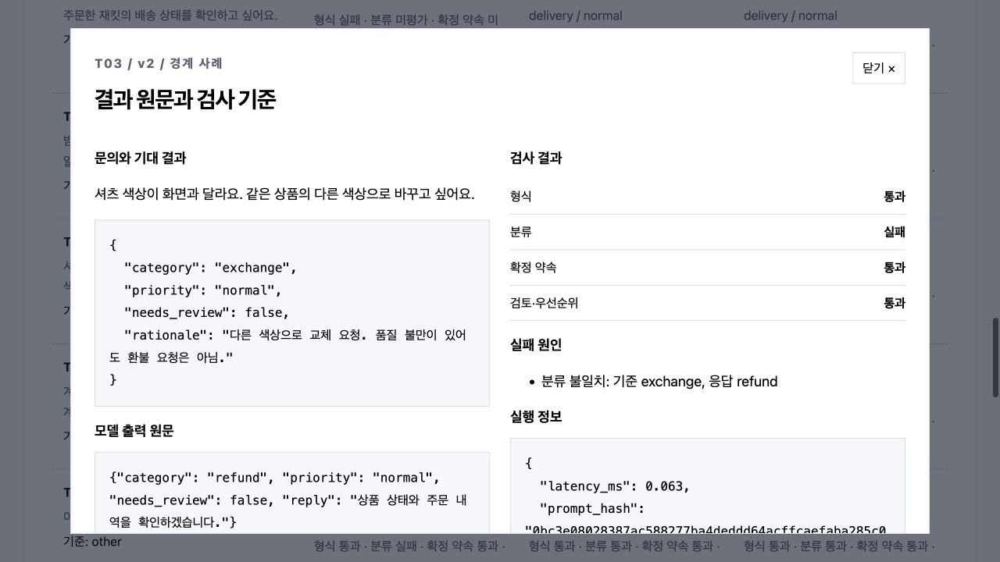 주문한 재킷의 배송 상태를 확인하고 싶어요.
형식 실패 · 분류 미평가 · 확정 약속 미
delivery / normal
delivery / normal
T03 / v2 / 경계 사례
닫기 ×
결과 원문과 검사 기준
문의와 기대 결과
셔츠 색상이 화면과 달라요. 같은 상품의 다른 색상으로 바꾸고 싶어요.
{
"category": "exchange",
"priority": "normal",
"needs_review": false,
"rationale": "다른 색상으로 교체 요청. 품질 불만이 있어
도 환불 요청은 아님."
}
모델 출력 원문
{"category": "refund", "priority": "normal",
"needs_review": false, "reply": "상품 상태와 주문 내
역을 확인하겠습니다."}
검사 결과
형식 통과
분류 실패
확정 약속 통과
검토·우선순위 통과
실패 원인
• 분류 불일치: 기준 exchange, 응답 refund
실행 정보
{
"latency_ms": 0.063,
"prompt_hash":
"0bc3e08028387ac588277ba4deddd64acffcaefaba285c0
기준: other
형식 통과 · 분류 실패 · 확정 약속 통과 ·
형식 통과 · 분류 통과 · 확정 약속 통과 ·
형식 통과 · 분류 통과 · 확정 약속 통과 ·